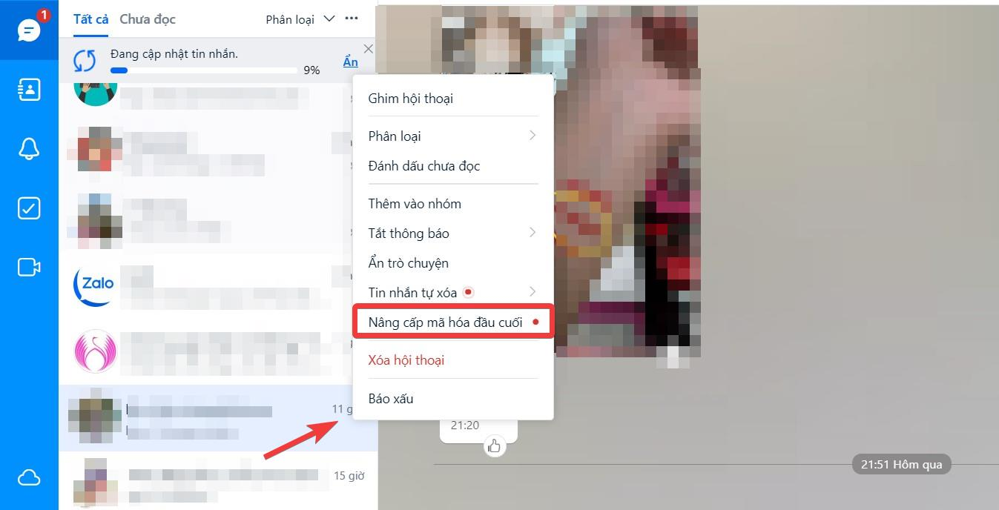 1
Tất cả Chưa đọc Phân loại
Đang cập nhật tin nhắn.
9%
Ẩn
Ghim hội thoại
Phân loại
Đánh dấu chưa đọc
Thêm vào nhóm
Tắt thông báo
Ẩn trò chuyện
Tin nhắn tự xóa
Nâng cấp mã hóa đầu cuối
Xóa hội thoại
Báo xấu
Zalo
11 g
15 giờ
21:20
21:51 Hôm qua